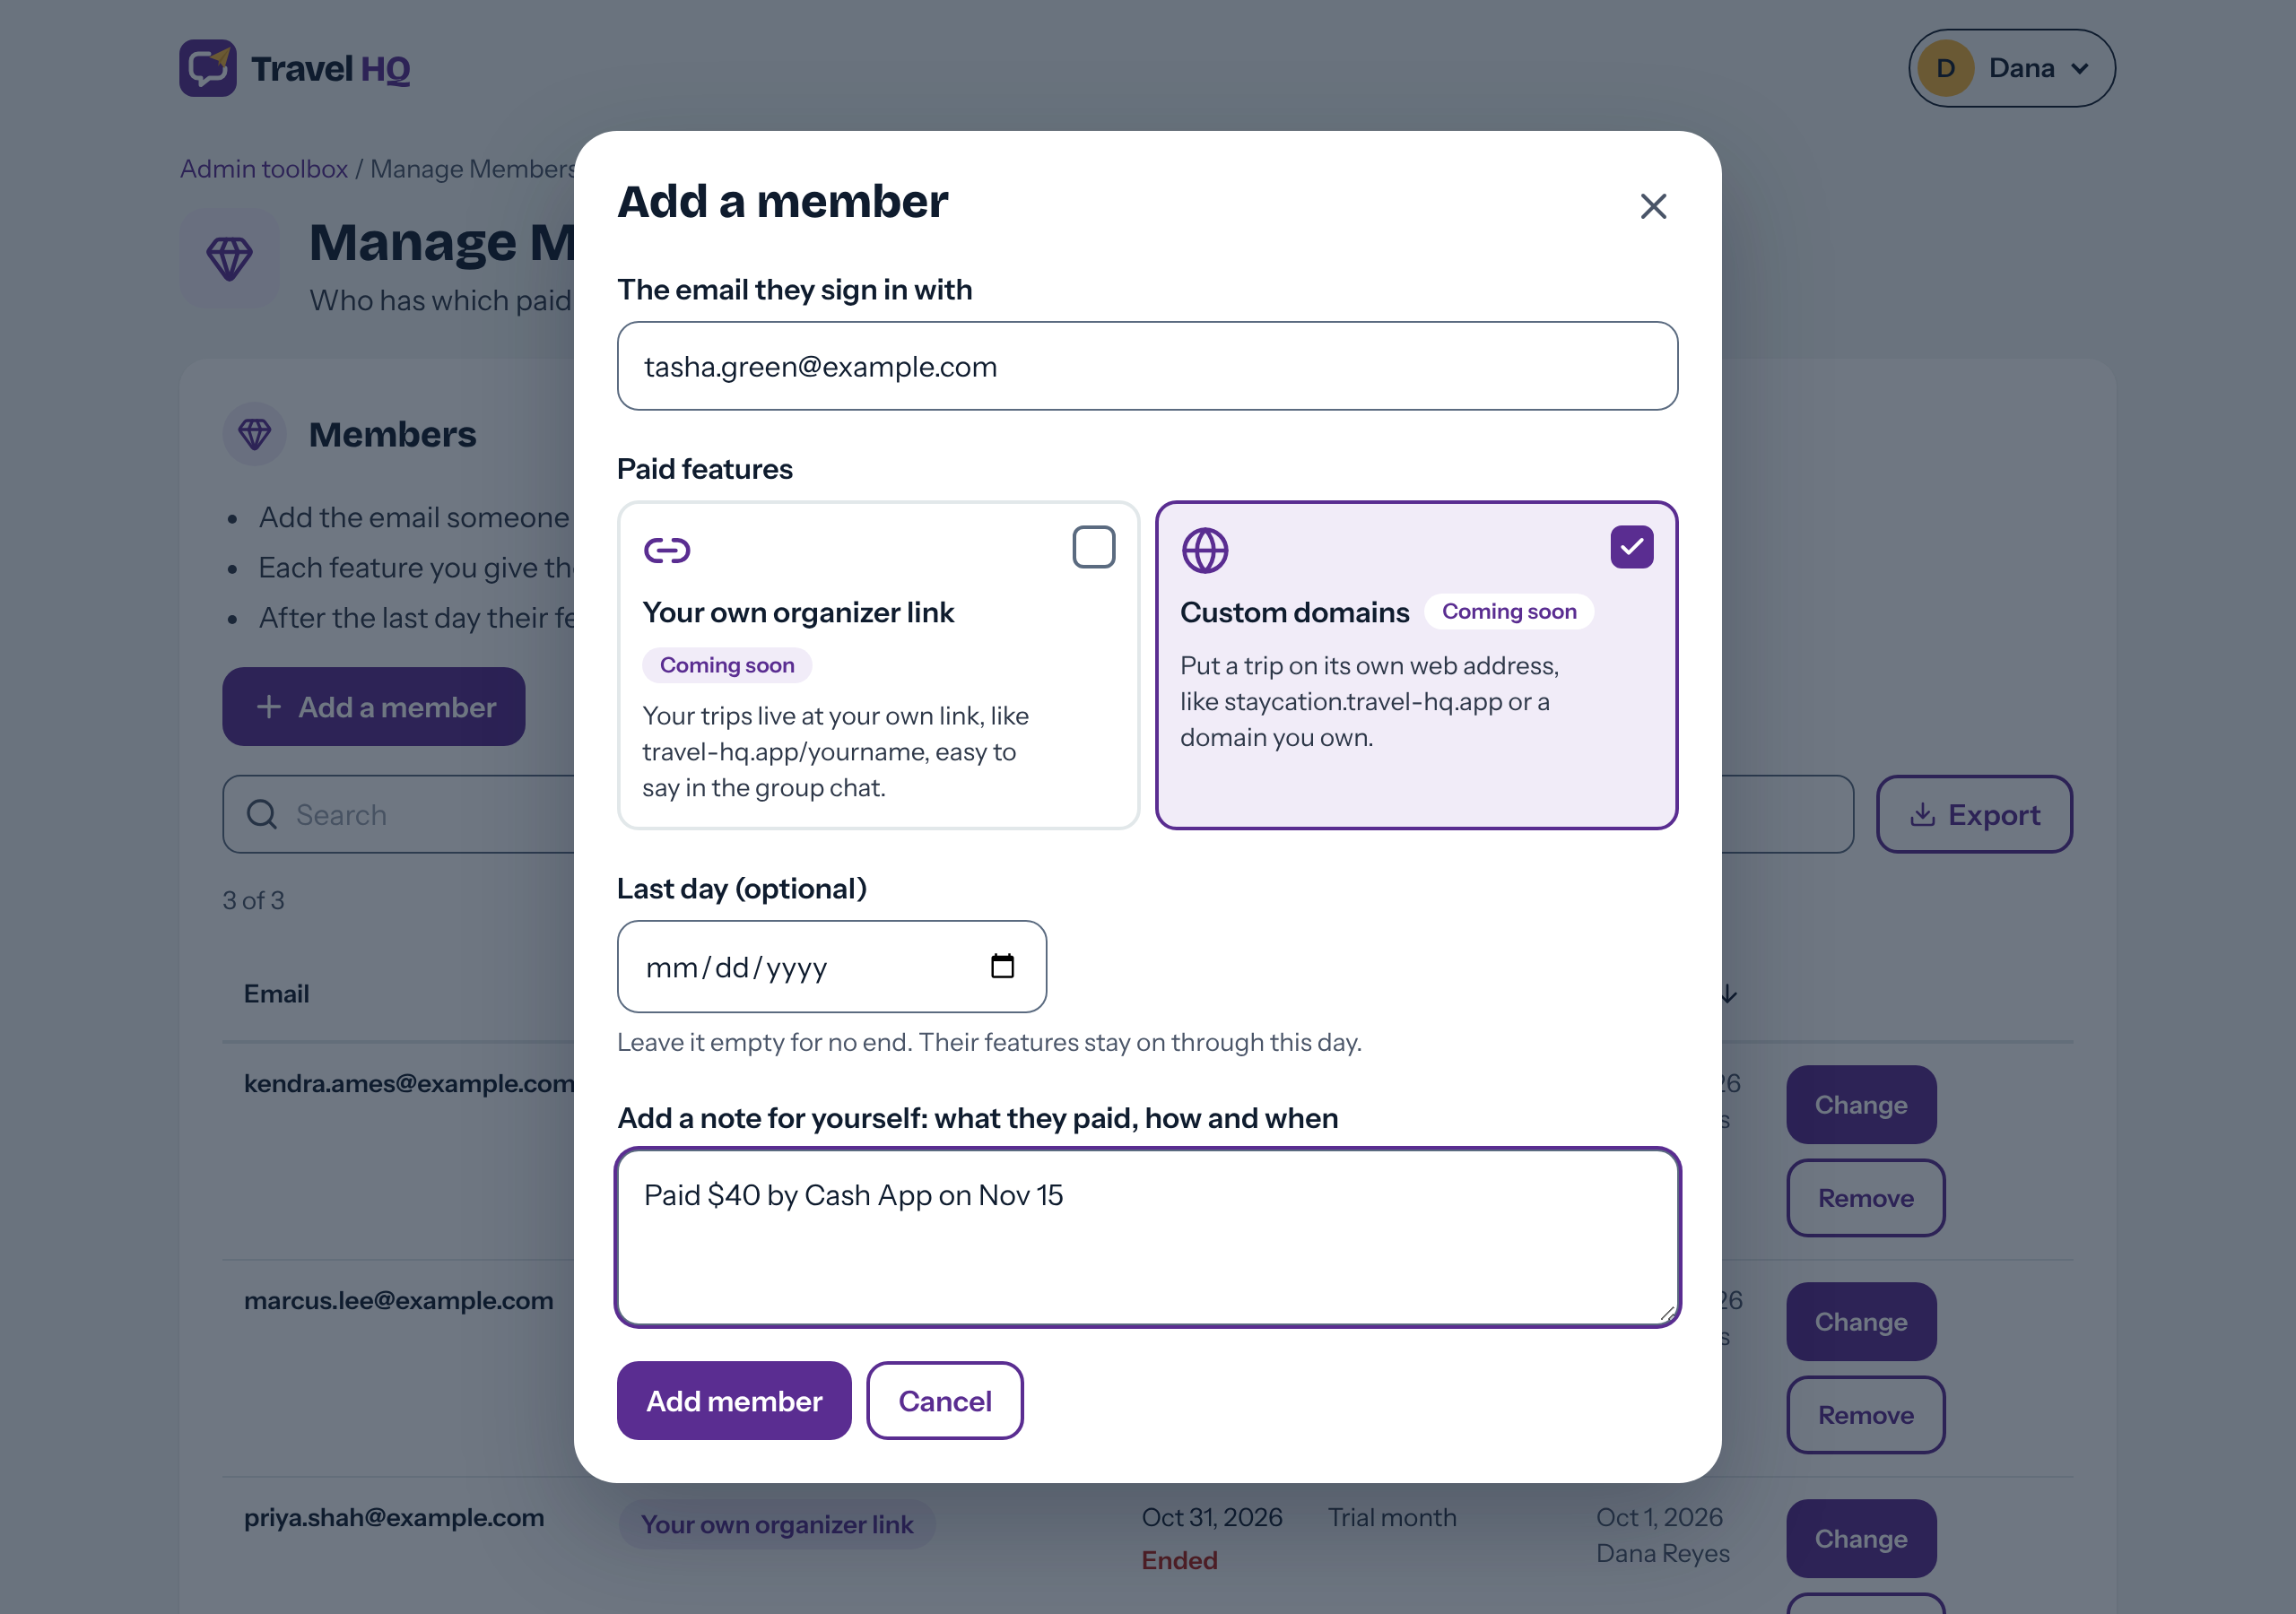 Travel HQ
D Dana
Admin toolbox / Manage Members
Manage M
Who has which paid
Members
Add the email someone
Each feature you give the
After the last day their fe
Add a member
Search
Export
3 of 3
Email
kendra.ames@example.com
26
s
Change
Remove
marcus.lee@example.com
26
s
Change
Remove
priya.shah@example.com
Your own organizer link
Oct 31, 2026
Ended
Trial month
Oct 1, 2026
Dana Reyes
Change
Add a member
The email they sign in with
tasha.green@example.com
Paid features
Your own organizer link
Coming soon
Your trips live at your own link, like
travel-hq.app/yourname, easy to
say in the group chat.
Custom domains Coming soon
Put a trip on its own web address,
like staycation.travel-hq.app or a
domain you own.
Last day (optional)
mm/dd/yyyy
Leave it empty for no end. Their features stay on through this day.
Add a note for yourself: what they paid, how and when
Paid $40 by Cash App on Nov 15
Add member
Cancel